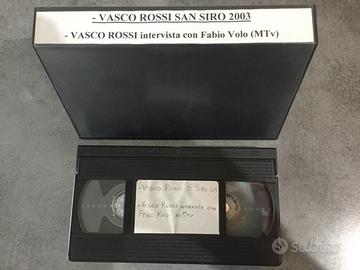 - VASCO ROSSI SAN SIRO 2003
- VASCO ROSSI intervista con Fabio Volo (MTv)
-VASCO ROSSI S SIRO
-VASCO ROSSI INTERVISTA CON
FABIO VOLO MTV
subito